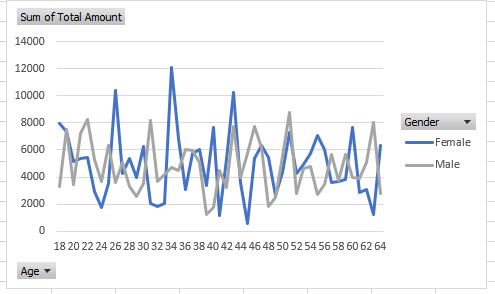 Sum of Total Amount
14000
12000
10000
8000
6000
4000
2000
0
18 20 22 24 26 28 30 32 34 36 38 40 42 44 46 48 50 52 54 56 58 60 62 64
Gender
Female
Male
Age